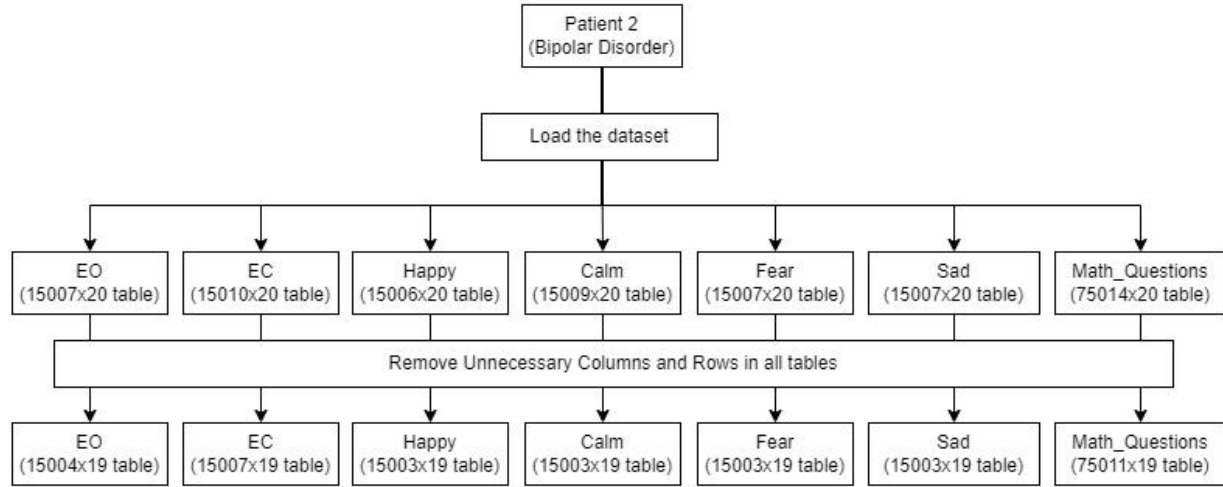 Patient 2
(Bipolar Disorder)
Load the dataset
EO
(15007x20 table)
EC
(15010x20 table)
Happy
(15006x20 table)
Calm
(15009x20 table)
Fear
(15007x20 table)
Sad
(15007x20 table)
Math_Questions
(75014x20 table)
Remove Unnecessary Columns and Rows in all tables
EO
(15004x19 table)
EC
(15007x19 table)
Happy
(15003x19 table)
Calm
(15003x19 table)
Fear
(15003x19 table)
Sad
(15003x19 table)
Math_Questions
(75011x19 table)